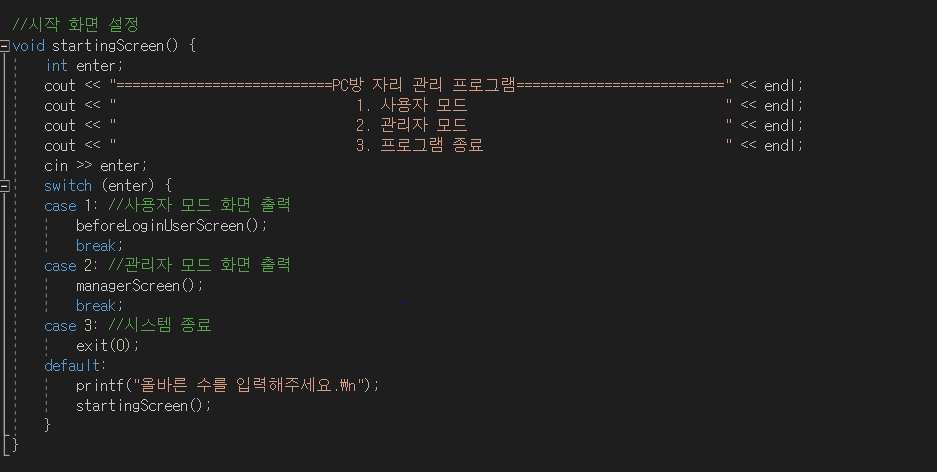 //시작 화면 설정
void startingScreen() {
int enter;
cout << "===========================PC방 자리 관리 프로그램==========================" << endl;
cout << "                              1. 사용자 모드                                " << endl;
cout << "                              2. 관리자 모드                                " << endl;
cout << "                              3. 프로그램 종료                              " << endl;
cin >> enter;
switch (enter) {
case 1: //사용자 모드 화면 출력
beforeLoginUserScreen();
break;
case 2: //관리자 모드 화면 출력
managerScreen();
break;
case 3: //시스템 종료
exit(0);
default:
printf("올바른 수를 입력해주세요.₩n");
startingScreen();
}
}